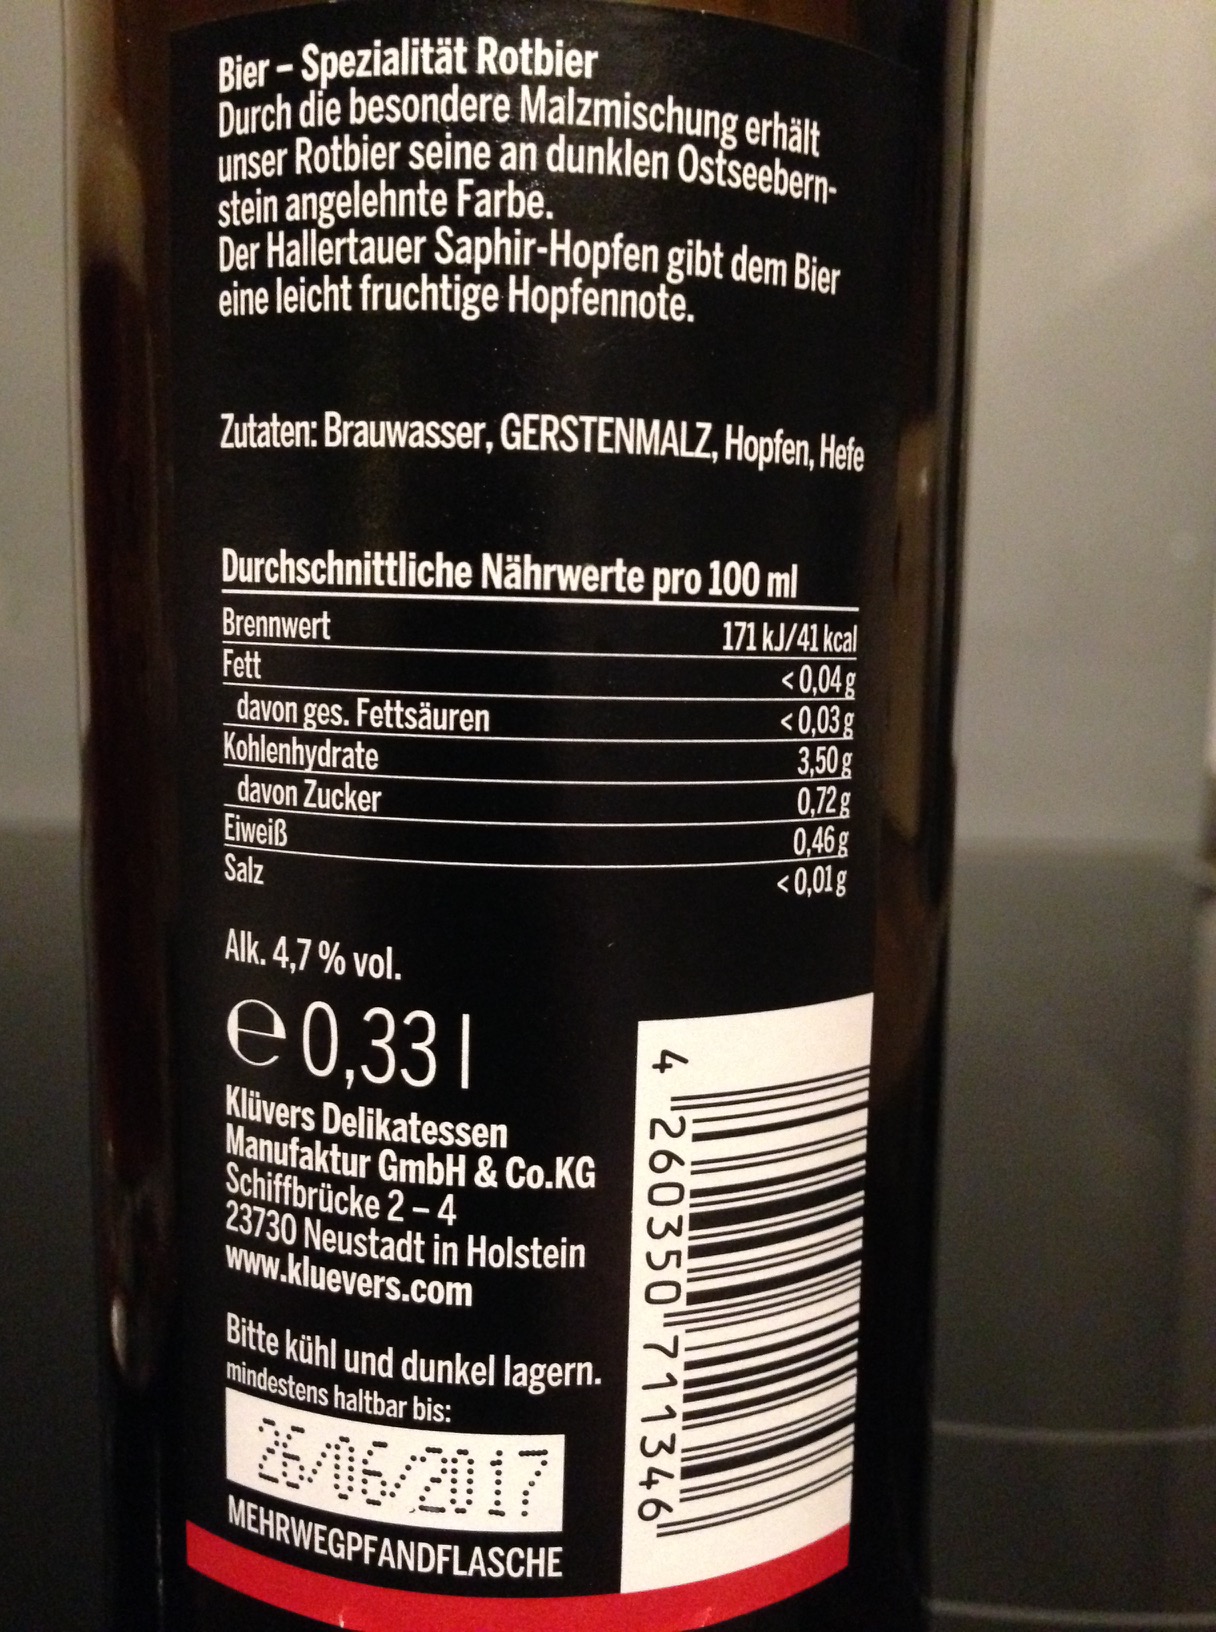 Bier – Spezialität Rotbier
Durch die besondere Malzmischung erhält
unser Rotbier seine an dunklen Ostseebern-
stein angelehnte Farbe.
Der Hallertauer Saphir-Hopfen gibt dem Bier
eine leicht fruchtige Hopfennote.
Zutaten: Brauwasser, GERSTENMALZ, Hopfen, Hefe
Durchschnittliche Nährwerte pro 100 ml
Brennwert 171 kJ/41 kcal
Fett < 0,04 g
davon ges. Fettsäuren < 0,03 g
Kohlenhydrate 3,50 g
davon Zucker 0,72 g
Eiweiß 0,46 g
Salz < 0,01 g
Alk. 4,7 % vol.
℮ 0,33 l
Klüvers Delikatessen
Manufaktur GmbH & Co.KG
Schiffbrücke 2 – 4
23730 Neustadt in Holstein
www.kluevers.com
Bitte kühl und dunkel lagern.
mindestens haltbar bis:
26/06/2017
MEHRWEGPFANDFLASCHE
4 260350 711346